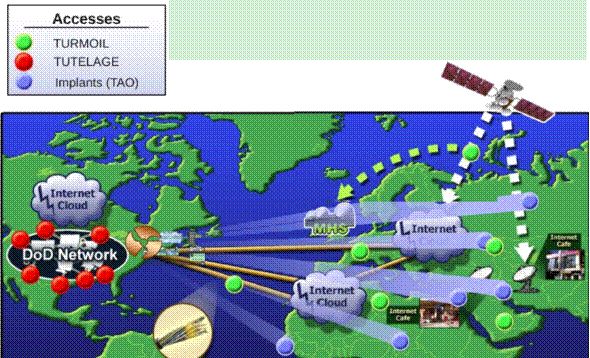 Accesses
TURMOIL
TUTELAGE
Implants (TAO)
Internet
Cloud
DoD Network
MHS
Internet
Internet
Cafe
Internet
Cloud
Internet
Cafe